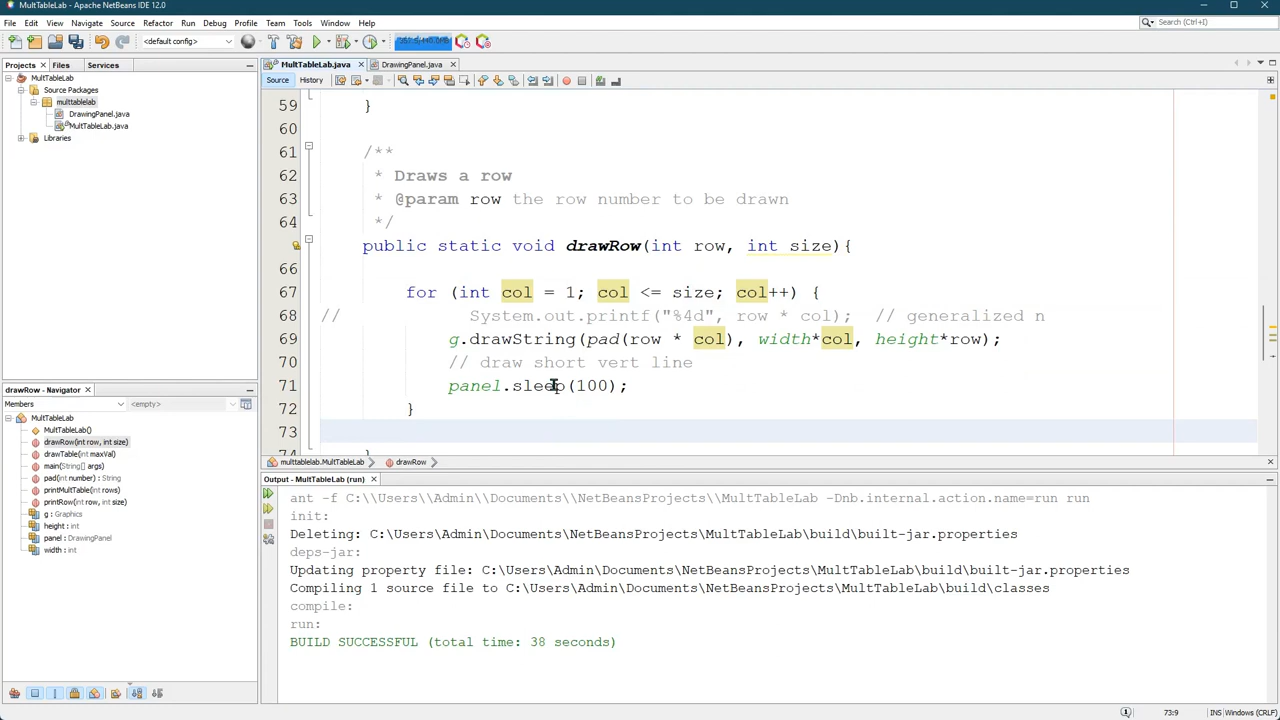 MultTableLab - Apache NetBeans IDE 12.0
File Edit View Navigate Source Refactor Run Debug Profile Team Tools Window Help
Search (Ctrl+I)
<default config>
Projects Files Services
MultTableLab.java DrawingPanel.java
MultTableLab
Source Packages
multtablelab
DrawingPanel.java
MultTableLab.java
Libraries
Source History
59 }
60
61 /**
62 * Draws a row
63 * @param row the row number to be drawn
64 */
public static void drawRow(int row, int size){
66
67 for (int col = 1; col <= size; col++) {
68 // System.out.printf("%4d", row * col); // generalized n
69 g.drawString(pad(row * col), width*col, height*row);
70 // draw short vert line
71 panel.sleep(100);
72 }
73
74 }
multtablelab.MultTableLab drawRow
drawRow - Navigator
Members <empty>
MultTableLab
MultTableLab()
drawRow(int row, int size)
drawTable(int maxVal)
main(String[] args)
pad(int number) : String
printMultTable(int rows)
printRow(int row, int size)
g : Graphics
height : int
panel : DrawingPanel
width : int
Output - MultTableLab (run)
ant -f C:\\Users\\Admin\\Documents\\NetBeansProjects\\MultTableLab -Dnb.internal.action.name=run run
init:
Deleting: C:\Users\Admin\Documents\NetBeansProjects\MultTableLab\build\built-jar.properties
deps-jar:
Updating property file: C:\Users\Admin\Documents\NetBeansProjects\MultTableLab\build\built-jar.properties
Compiling 1 source file to C:\Users\Admin\Documents\NetBeansProjects\MultTableLab\build\classes
compile:
run:
BUILD SUCCESSFUL (total time: 38 seconds)
73:9 INS Windows (CRLF)